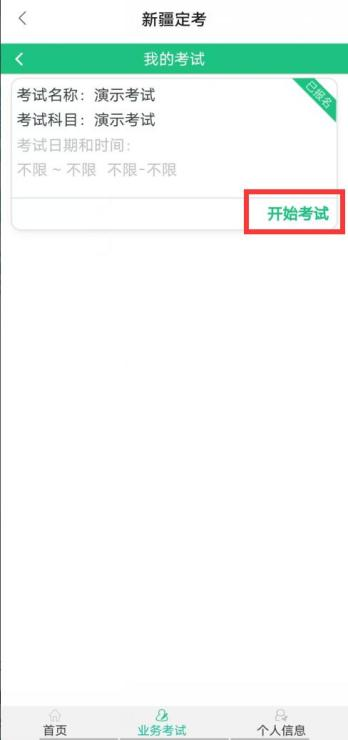 新疆定考
我的考试
已报名
考试名称：演示考试
考试科目：演示考试
考试日期和时间：
不限 ~ 不限 不限-不限
开始考试
首页
业务考试
个人信息